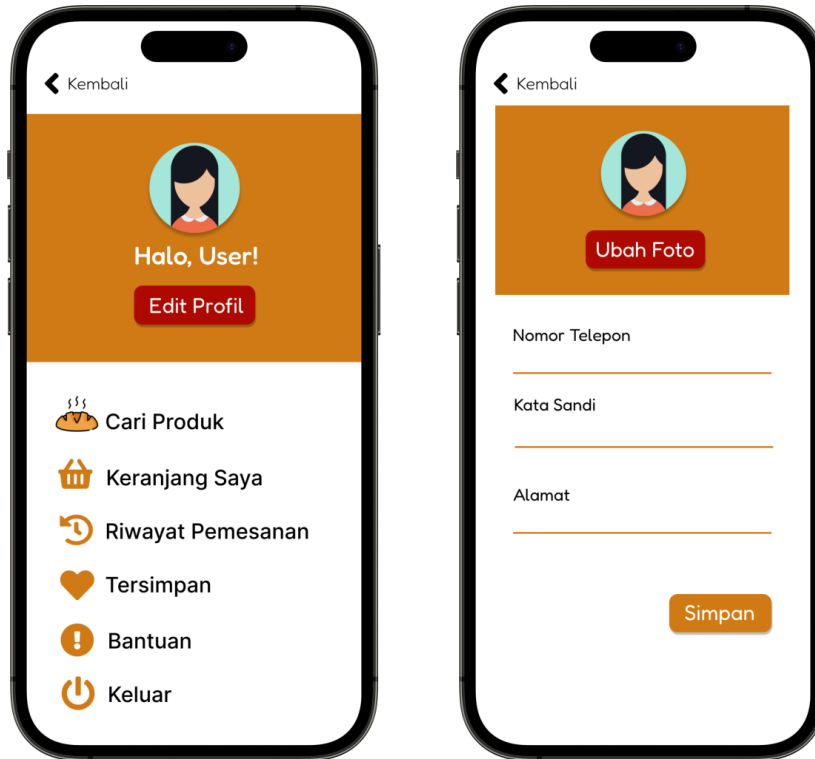 Kembali
Halo, User!
Edit Profil
Cari Produk
Keranjang Saya
Riwayat Pemesanan
Tersimpan
Bantuan
Keluar
Kembali
Ubah Foto
Nomor Telepon
Kata Sandi
Alamat
Simpan